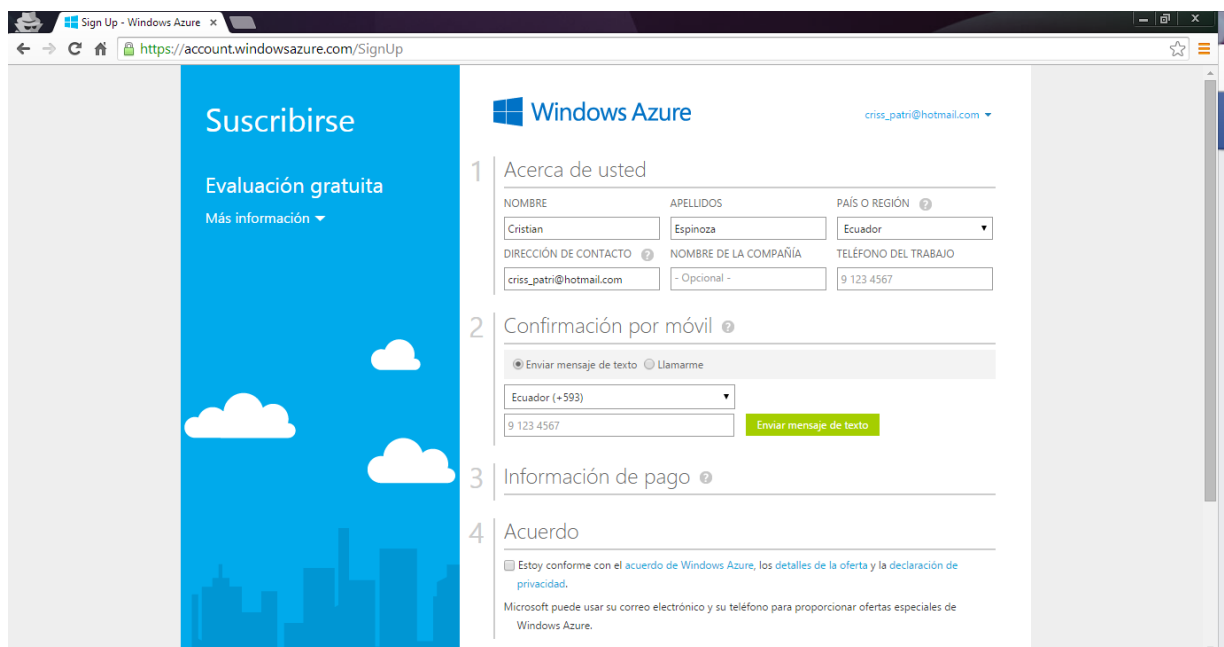 Sign Up - Windows Azure
https://account.windowsazure.com/SignUp
Suscribirse
Evaluación gratuita
Más información
Windows Azure
criss_patri@hotmail.com
1 Acerca de usted
NOMBRE APELLIDOS PAÍS O REGIÓN ?
Cristian Espinoza Ecuador
DIRECCIÓN DE CONTACTO ? NOMBRE DE LA COMPAÑÍA TELÉFONO DEL TRABAJO
criss_patri@hotmail.com - Opcional - 9 123 4567
2 Confirmación por móvil ?
Enviar mensaje de texto Llamarme
Ecuador (+593)
9 123 4567 Enviar mensaje de texto
3 Información de pago ?
4 Acuerdo
Estoy conforme con el acuerdo de Windows Azure, los detalles de la oferta y la declaración de
privacidad.
Microsoft puede usar su correo electrónico y su teléfono para proporcionar ofertas especiales de
Windows Azure.